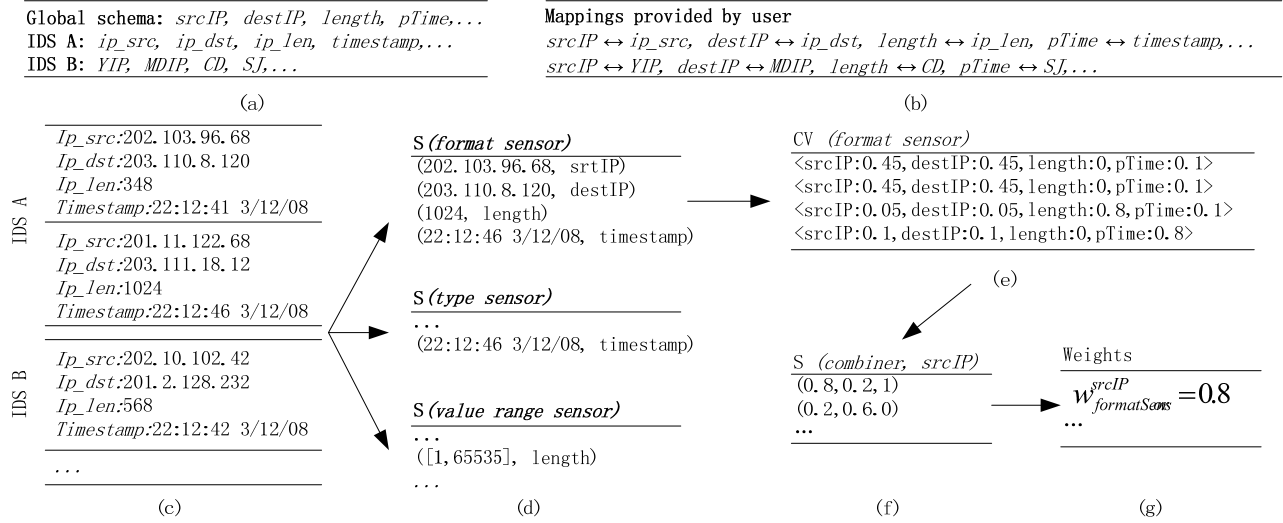 Global schema: srcIP, destIP, length, pTime,...
IDS A: ip_src, ip_dst, ip_len, timestamp,...
IDS B: YIP, MDIP, CD, SJ,...
(a)
Mappings provided by user
srcIP ↔ ip_src, destIP ↔ ip_dst, length ↔ ip_len, pTime ↔ timestamp,...
srcIP ↔ YIP, destIP ↔ MDIP, length ↔ CD, pTime ↔ SJ,...
(b)
IDS A
Ip_src:202.103.96.68
Ip_dst:203.110.8.120
Ip_len:348
Timestamp:22:12:41 3/12/08
Ip_src:201.11.122.68
Ip_dst:203.111.18.12
Ip_len:1024
Timestamp:22:12:46 3/12/08
IDS B
Ip_src:202.10.102.42
Ip_dst:201.2.128.232
Ip_len:568
Timestamp:22:12:42 3/12/08
...
(c)
S(format sensor)
(202.103.96.68, srtIP)
(203.110.8.120, destIP)
(1024, length)
(22:12:46 3/12/08, timestamp)
S(type sensor)
...
(22:12:46 3/12/08, timestamp)
S(value range sensor)
...
([1,65535], length)
...
(d)
CV (format sensor)
<srcIP:0.45,destIP:0.45,length:0,pTime:0.1>
<srcIP:0.45,destIP:0.45,length:0,pTime:0.1>
<srcIP:0.05,destIP:0.05,length:0.8,pTime:0.1>
<srcIP:0.1,destIP:0.1,length:0,pTime:0.8>
(e)
S (combiner, srcIP)
(0.8,0.2,1)
(0.2,0.6.0)
...
(f)
Weights
w srcIP formatSens =0.8
...
(g)